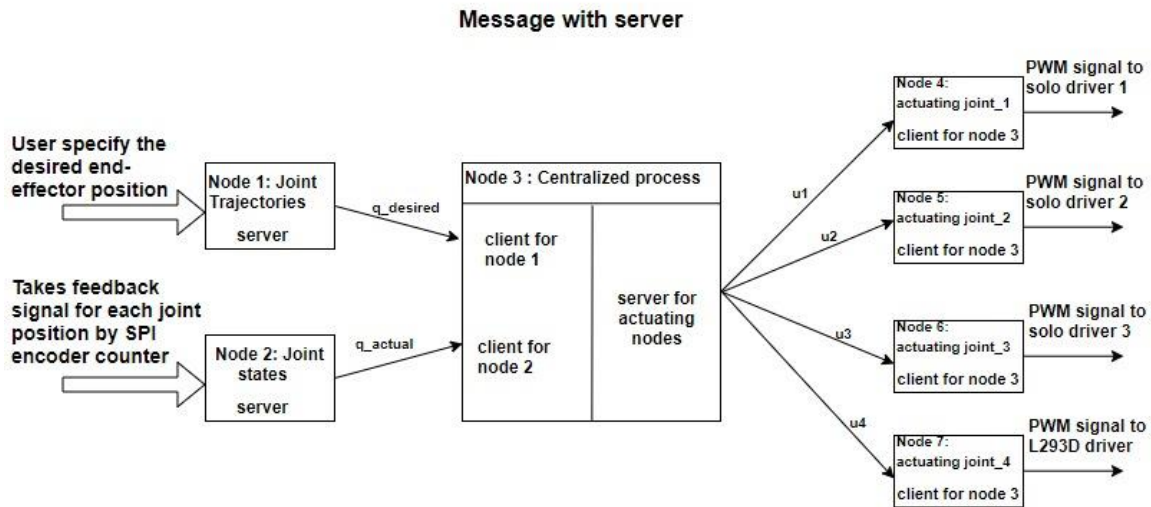 Message with server
User specify the
desired end-
effector position
Node 1: Joint
Trajectories
server
q_desired
Takes feedback
signal for each joint
position by SPI
encoder counter
Node 2: Joint
states
server
q_actual
Node 3 : Centralized process
client for
node 1
client for
node 2
server for
actuating
nodes
u1
u2
u3
u4
Node 4:
actuating joint_1
client for node 3
PWM signal to
solo driver 1
Node 5:
actuating joint_2
client for node 3
PWM signal to
solo driver 2
Node 6:
actuating joint_3
client for node 3
PWM signal to
solo driver 3
Node 7:
actuating joint_4
client for node 3
PWM signal to
L293D driver